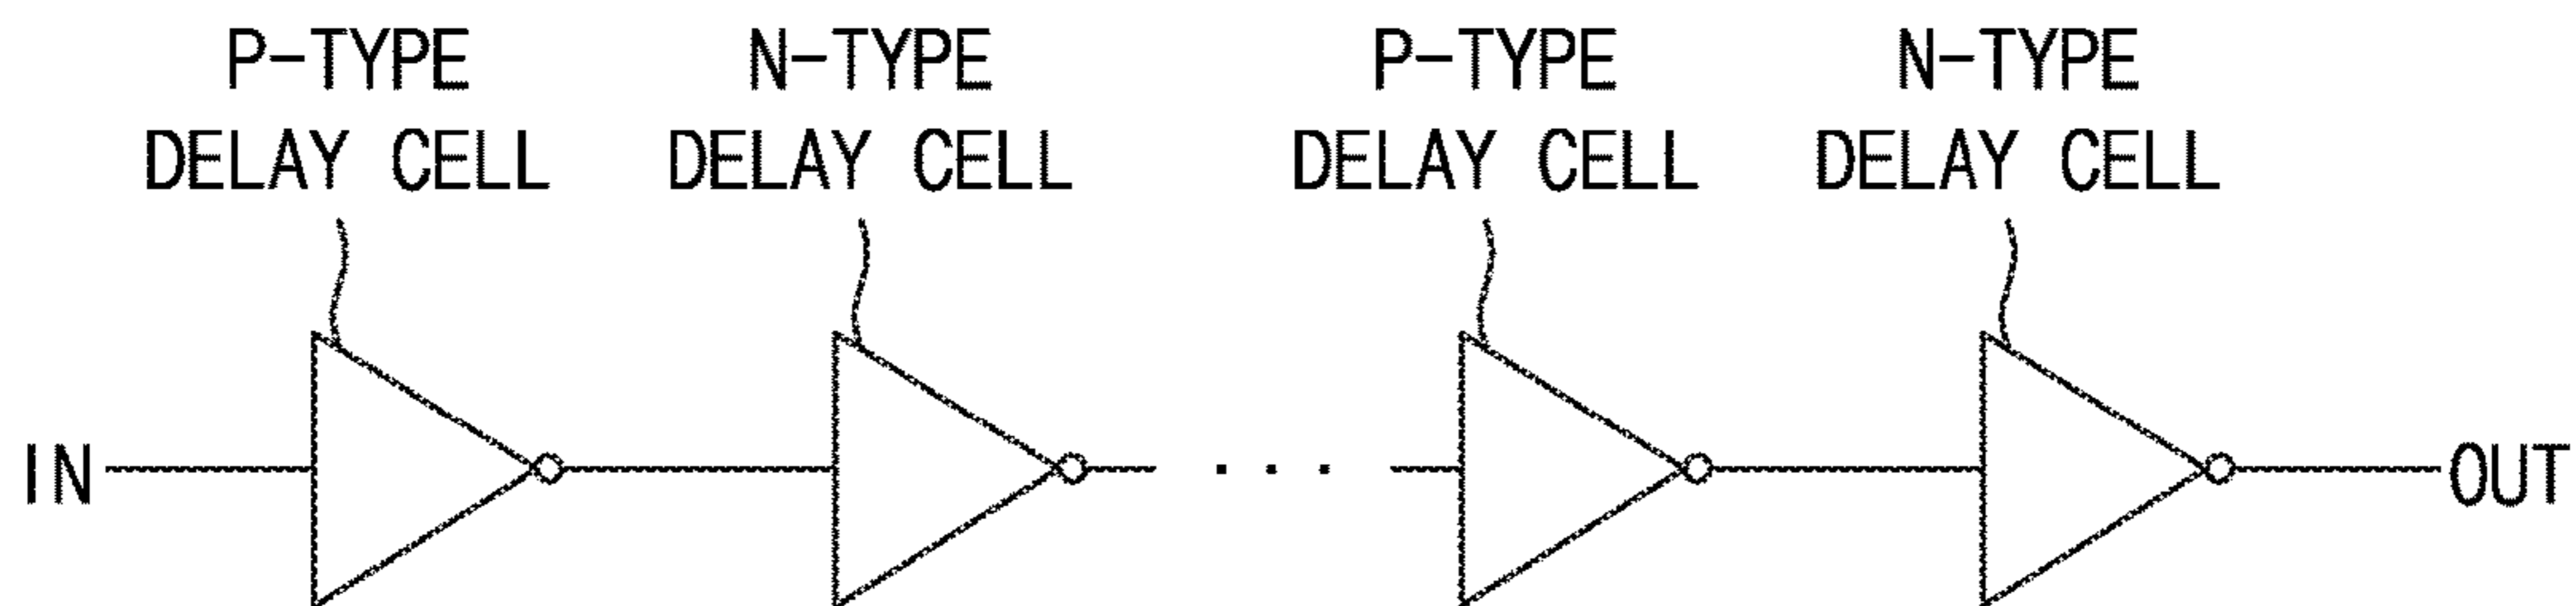 P-TYPE
DELAY CELL
N-TYPE
DELAY CELL
P-TYPE
DELAY CELL
N-TYPE
DELAY CELL
IN
. . .
OUT